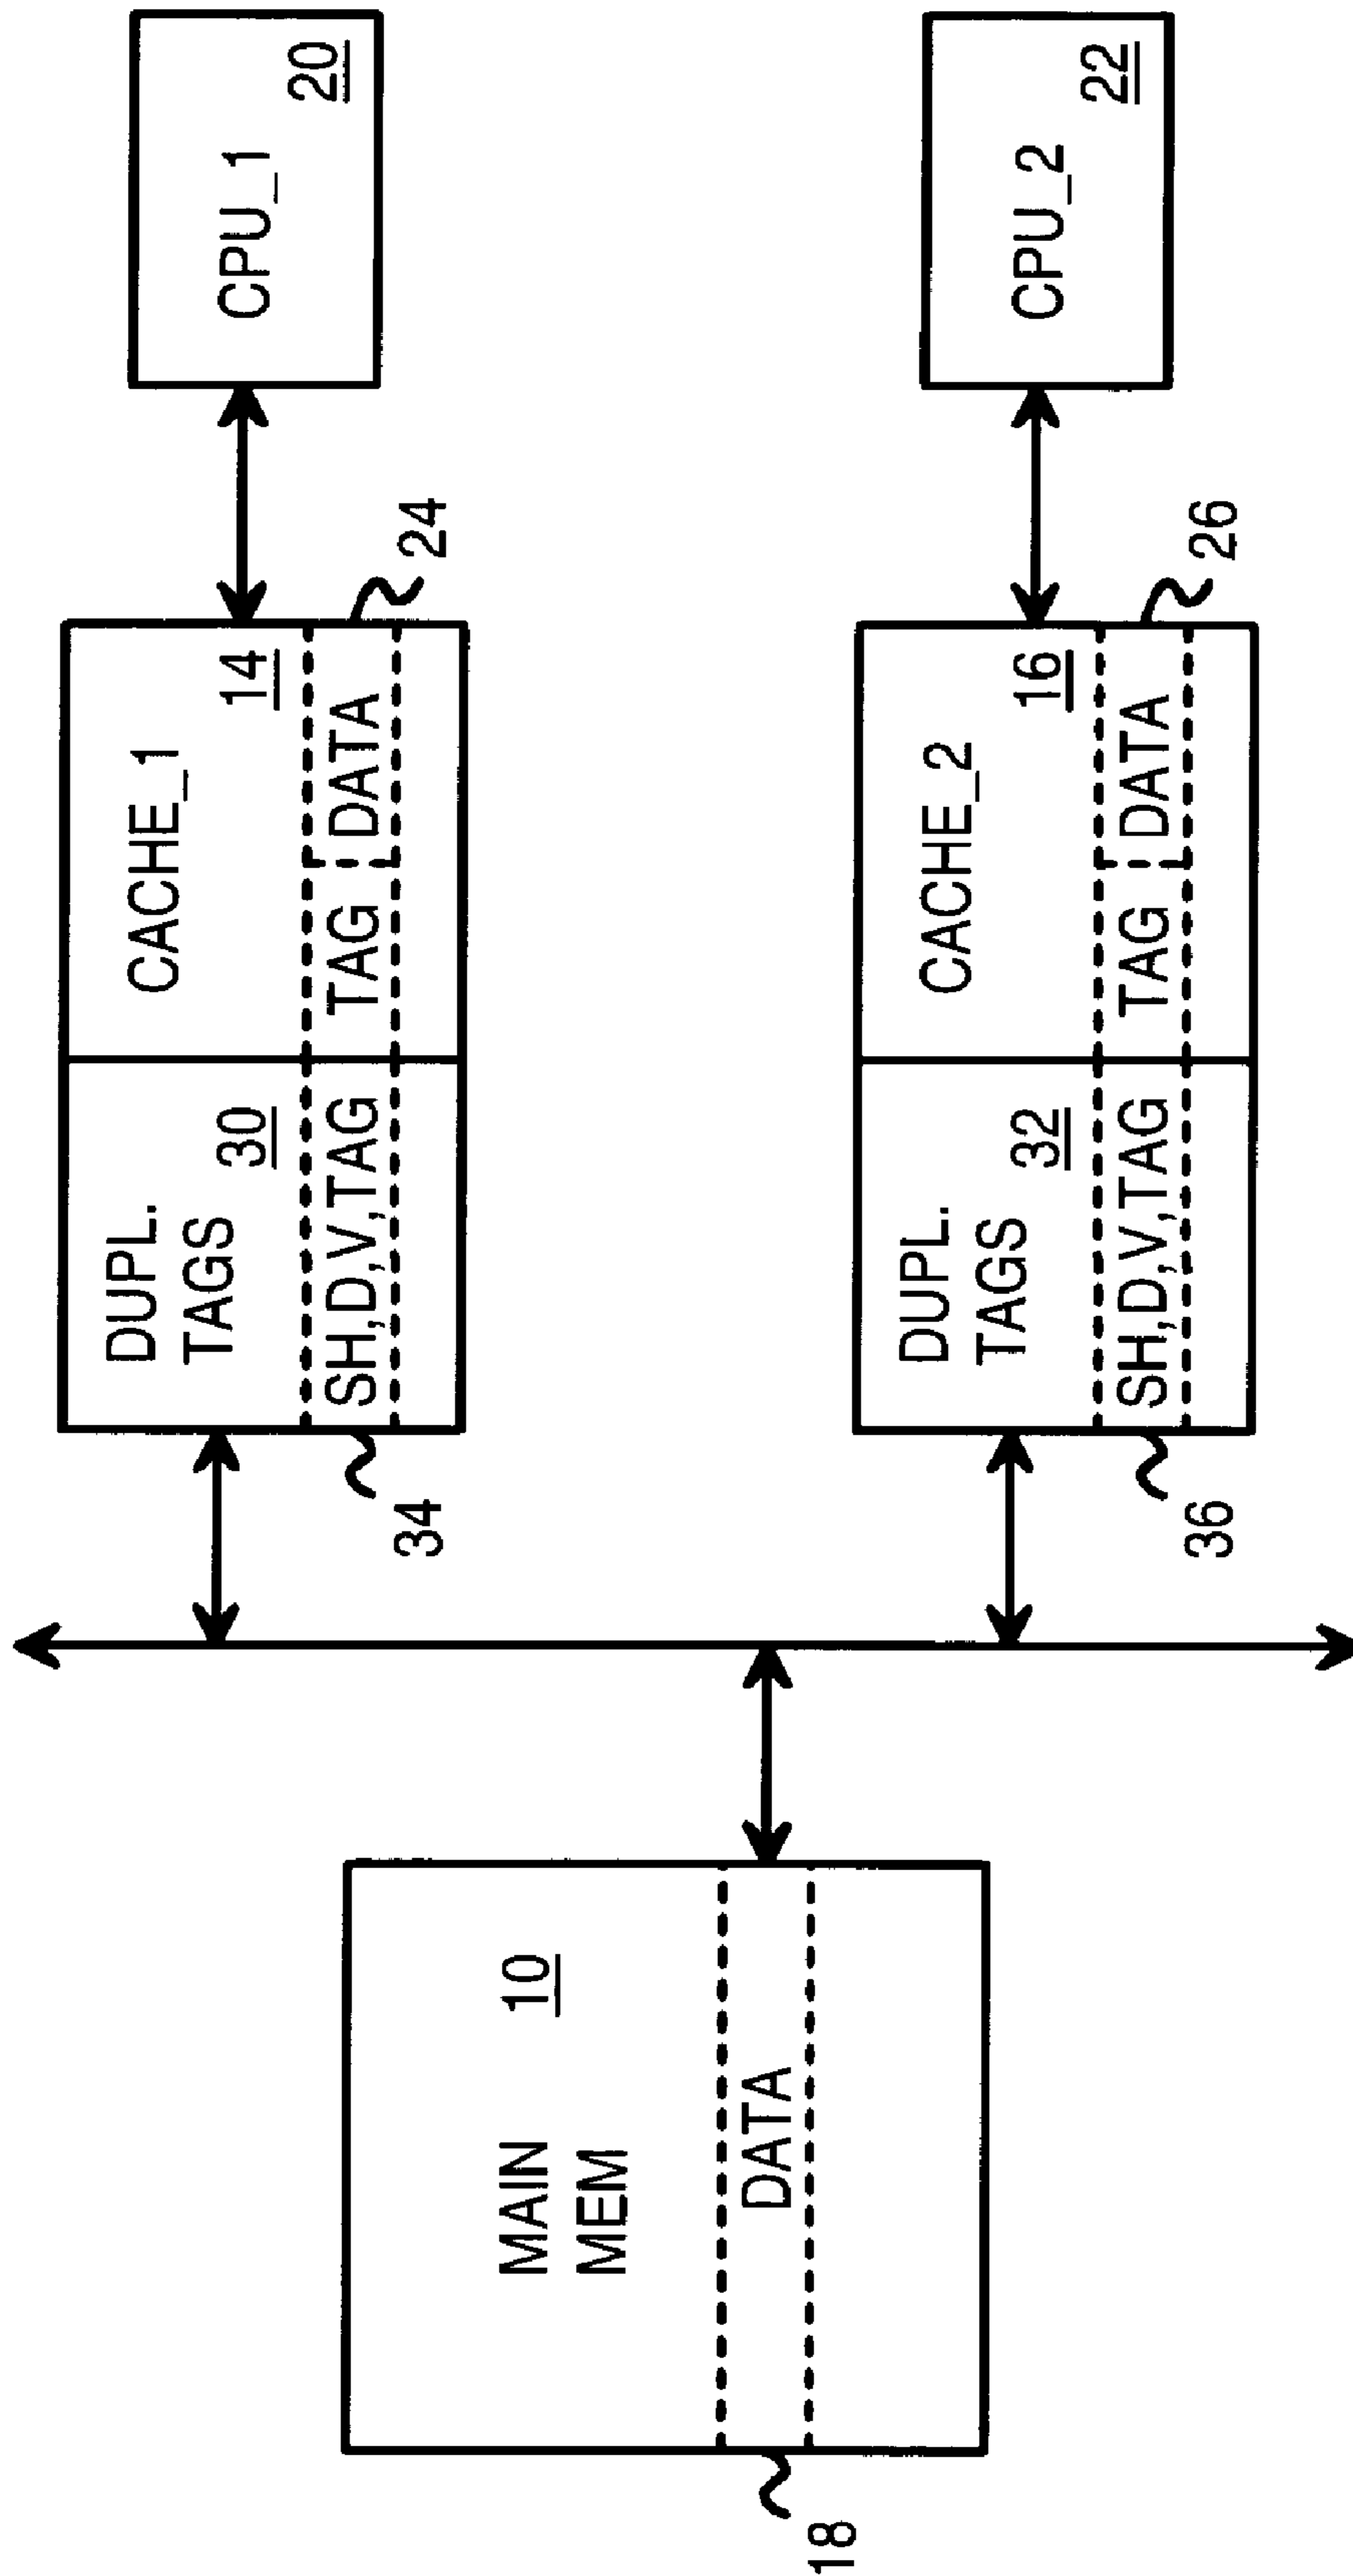 MAIN
MEM
10
DATA
18
DUPL.
TAGS
30
SH,D,V,TAG
34
CACHE_1
14
TAG
DATA
24
CPU_1
20
DUPL.
TAGS
32
SH,D,V,TAG
36
CACHE_2
16
TAG
DATA
26
CPU_2
22